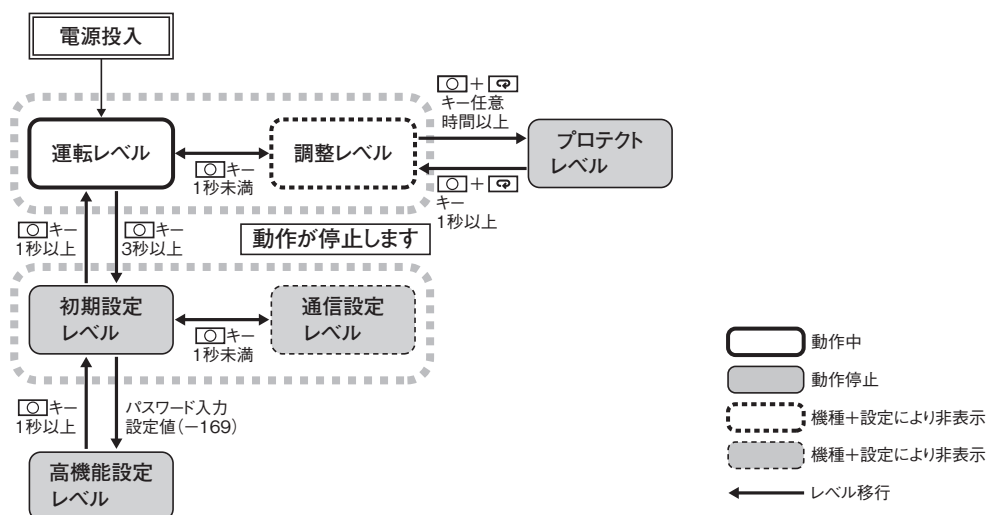 電源投入
運転レベル
キー
1秒未満
調整レベル
+
キー任意
時間以上
+
キー
1秒以上
プロテクト
レベル
キー
1秒以上
キー
3秒以上
動作が停止します
初期設定
レベル
キー
1秒未満
通信設定
レベル
キー
1秒以上
パスワード入力
設定値(−169)
高機能設定
レベル
動作中
動作停止
機種+設定により非表示
機種+設定により非表示
レベル移行